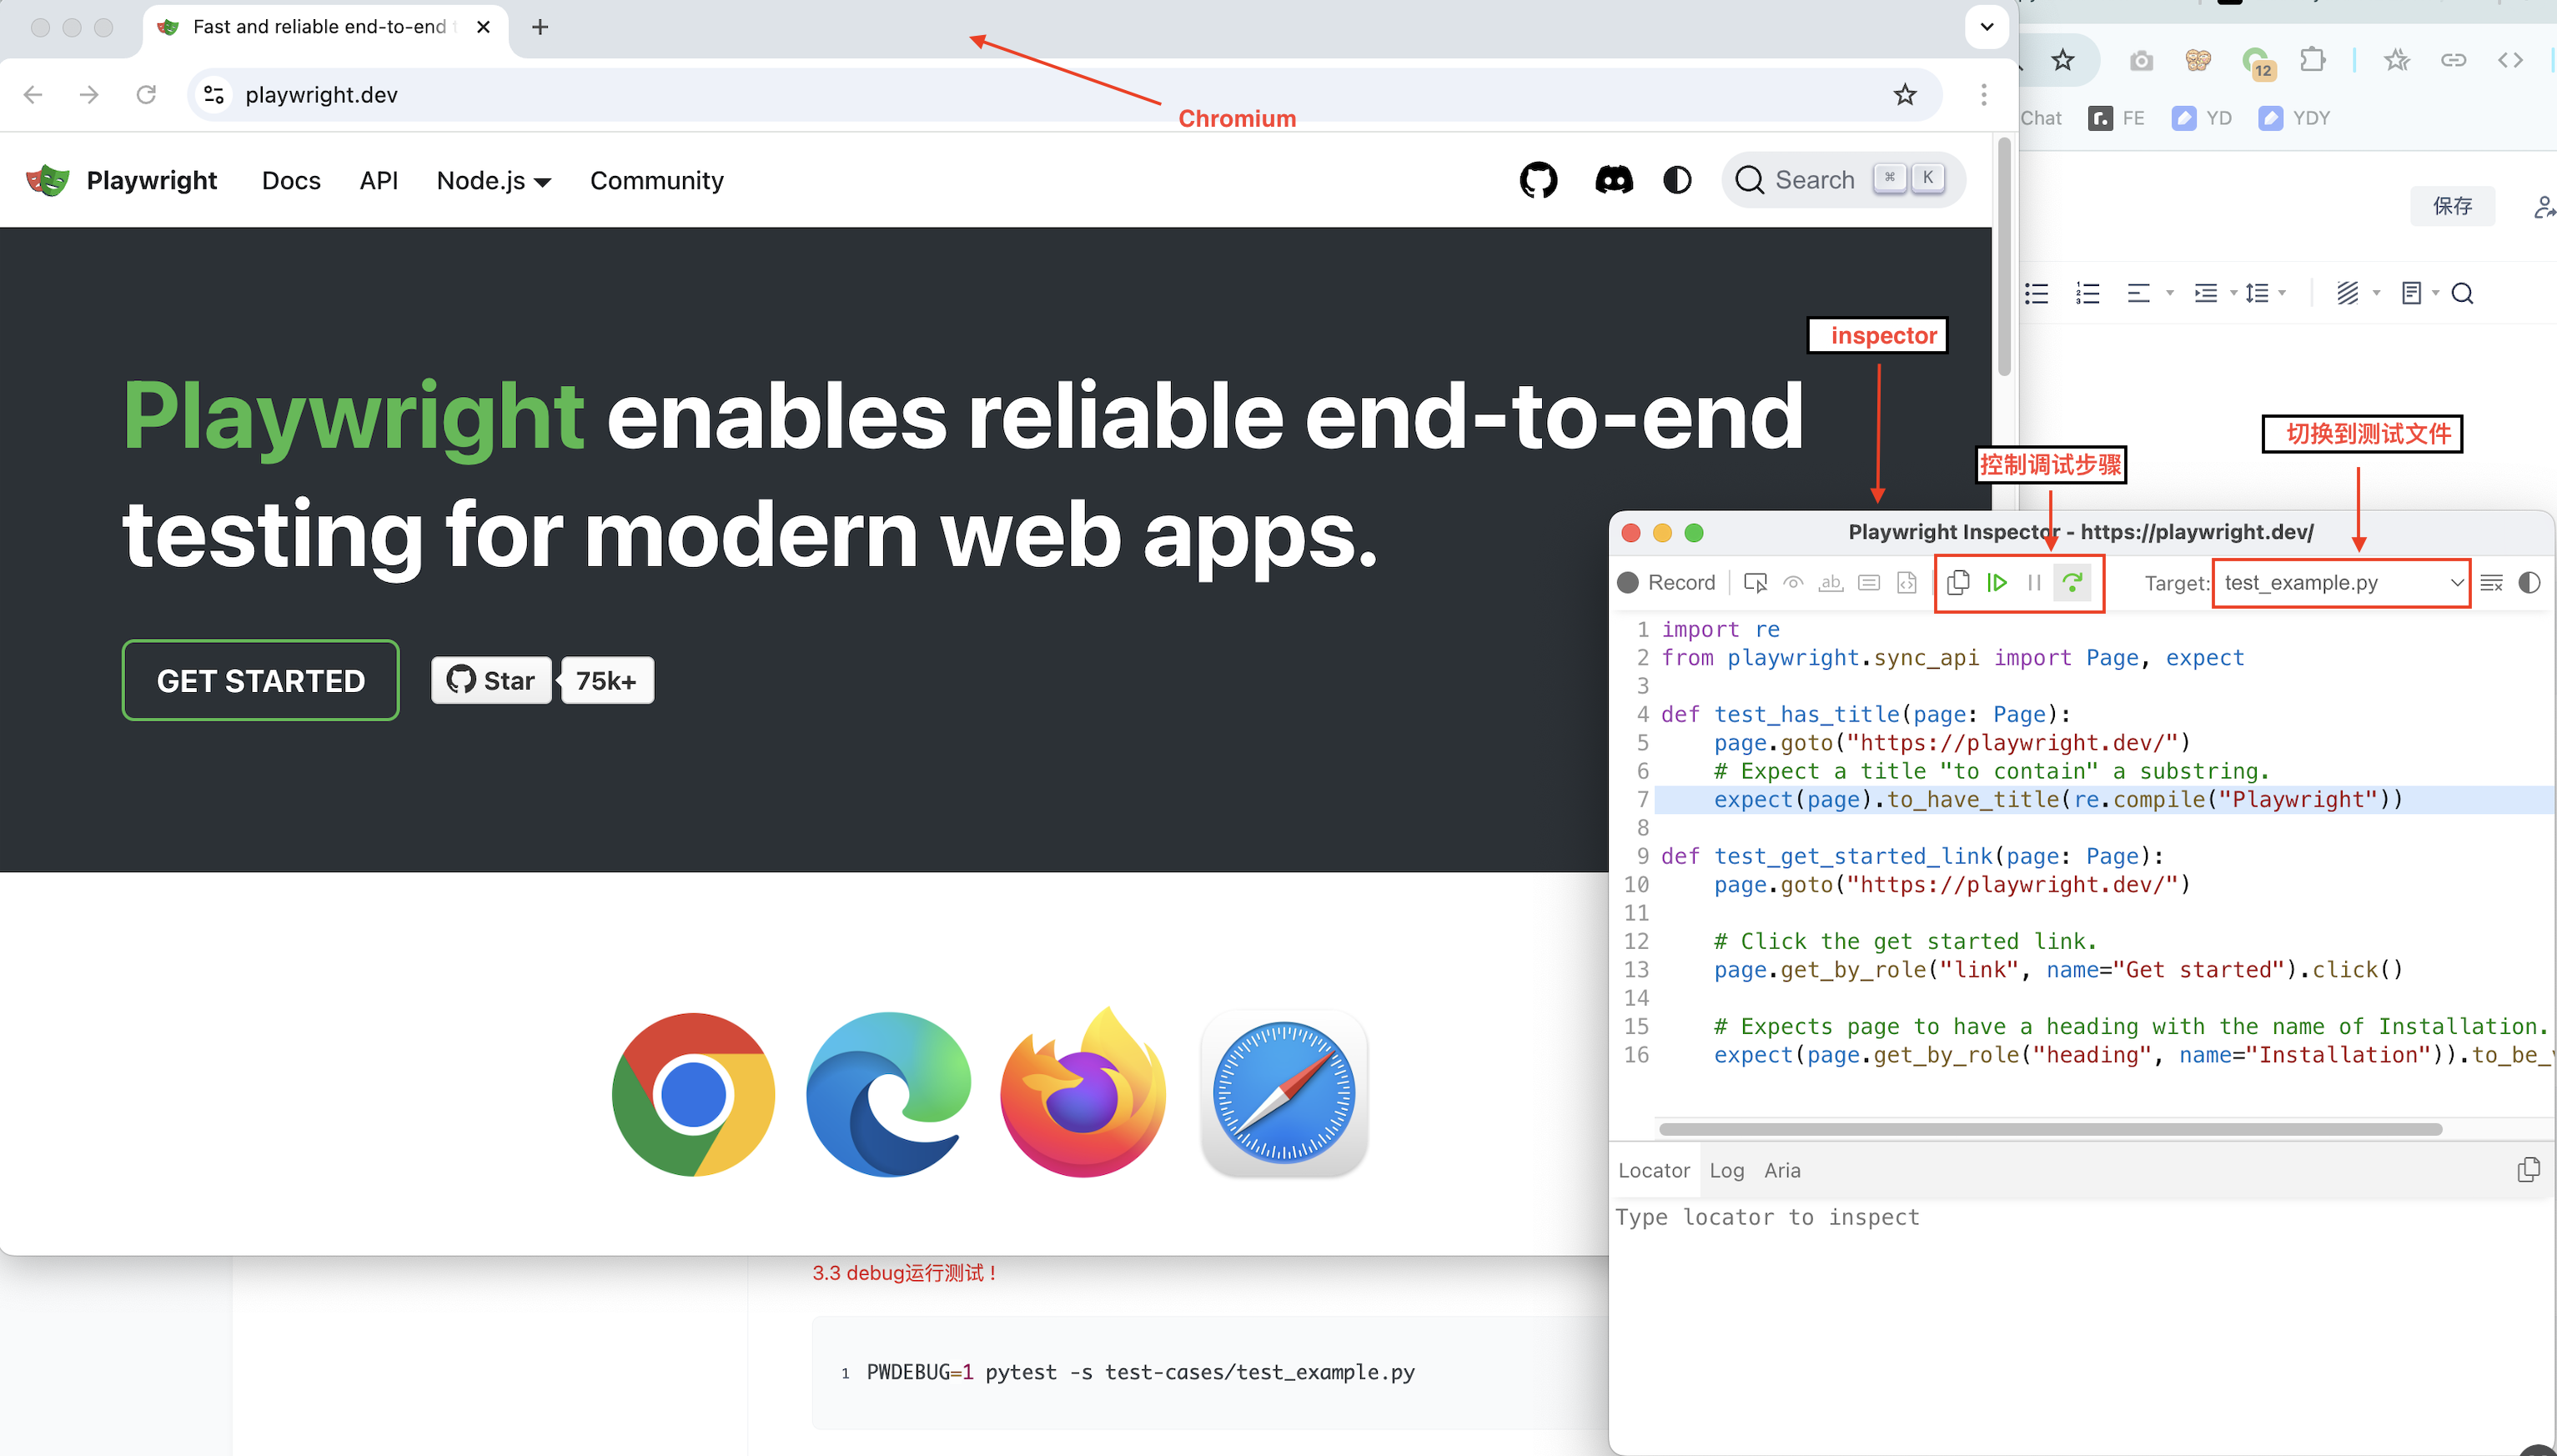 Fast and reliable end-to-end
playwright.dev
Chromium
12
Chat
FE
YD
YDY
Playwright
Docs
API
Node.js
Community
Search
⌘
K
保存
inspector
切换到测试文件
控制调试步骤
Playwright enables reliable end-to-end
testing for modern web apps.
GET STARTED
Star
75k+
Playwright Inspector - https://playwright.dev/
Record
Target: test_example.py
1 import re
2 from playwright.sync_api import Page, expect
3
4 def test_has_title(page: Page):
5     page.goto("https://playwright.dev/")
6     # Expect a title "to contain" a substring.
7     expect(page).to_have_title(re.compile("Playwright"))
8
9 def test_get_started_link(page: Page):
10     page.goto("https://playwright.dev/")
11
12     # Click the get started link.
13     page.get_by_role("link", name="Get started").click()
14
15     # Expects page to have a heading with the name of Installation.
16     expect(page.get_by_role("heading", name="Installation")).to_be_
Locator
Log
Aria
Type locator to inspect
3.3 debug运行测试！
1 PWDEBUG=1 pytest -s test-cases/test_example.py